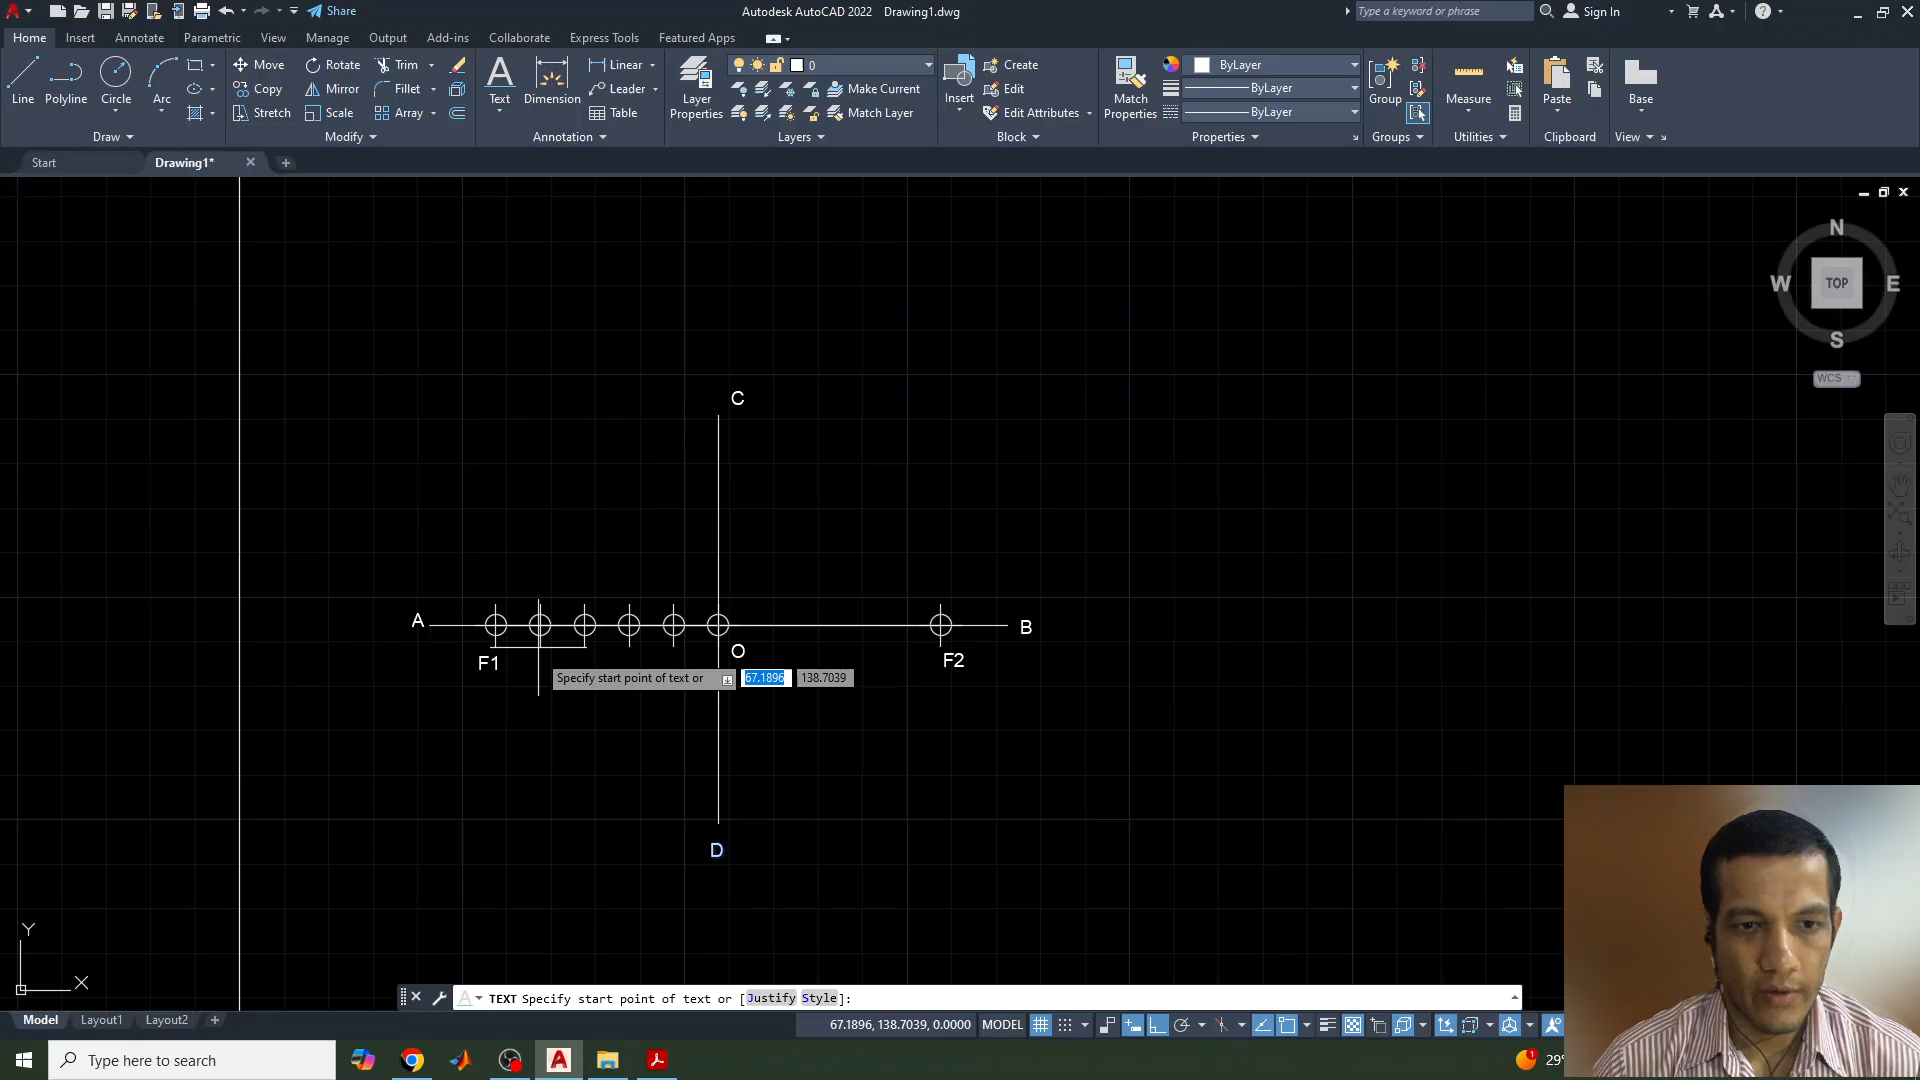 Share
Autodesk AutoCAD 2022 Drawing1.dwg
Type a keyword or phrase
Sign In
Home Insert Annotate Parametric View Manage Output Add-ins Collaborate Express Tools Featured Apps
Line
Polyline
Circle
Arc
Move
Rotate
Trim
Copy
Mirror
Fillet
Stretch
Scale
Array
Text
Dimension
Linear
Leader
Table
Layer
Properties
0
Make Current
Match Layer
Insert
Create
Edit
Edit Attributes
Match
Properties
ByLayer
ByLayer
ByLayer
Group
Measure
Paste
Base
Draw
Modify
Annotation
Layers
Block
Properties
Groups
Utilities
Clipboard
View
Start
Drawing1*
N
W
TOP
E
S
WCS
C
A
B
F1
O
F2
Specify start point of text or
67.1896
138.7039
D
Y
X
TEXT Specify start point of text or [Justify Style]:
Model Layout1 Layout2
67.1896, 138.7039, 0.0000 MODEL
Type here to search
1
29°